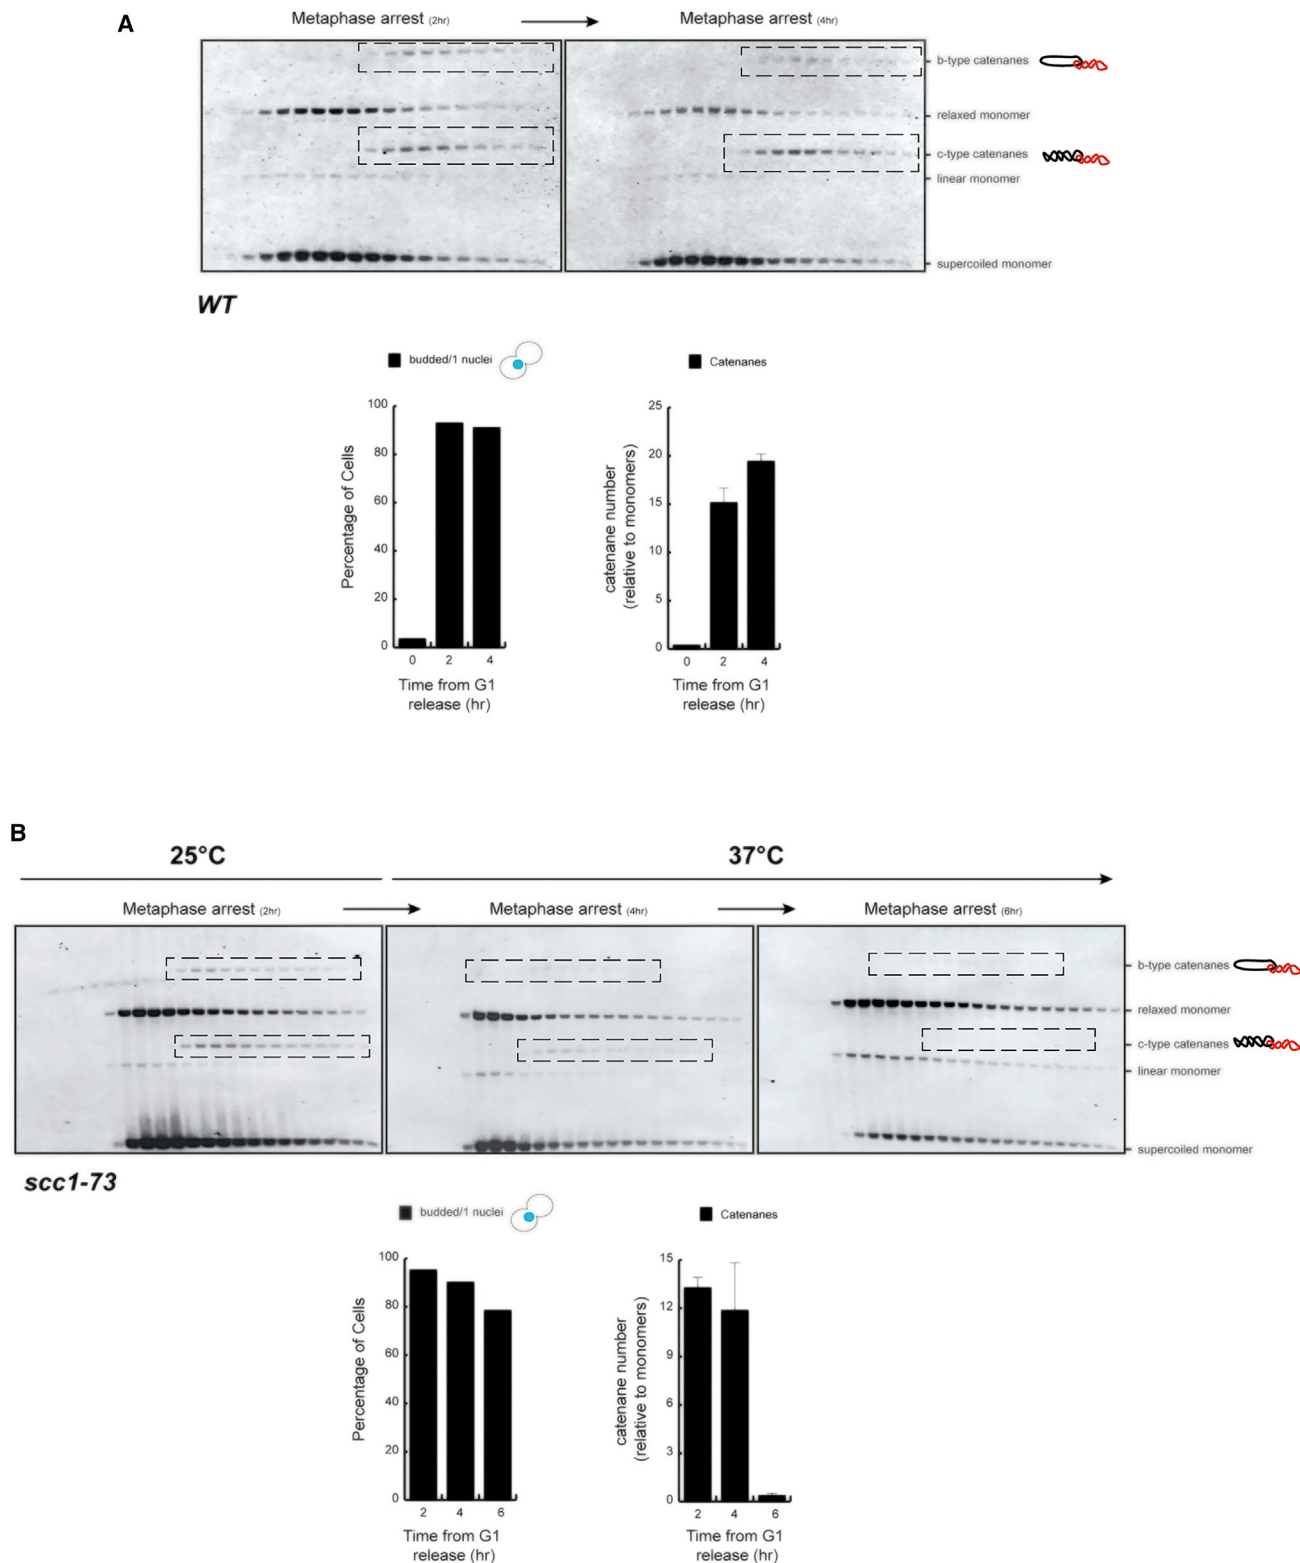 A
Metaphase arrest (2hr)
Metaphase arrest (4hr)
b-type catenanes
relaxed monomer
c-type catenanes
linear monomer
supercoiled monomer
WT
budded/1 nuclei
Catenanes
Percentage of Cells
100
80
60
40
20
0
0 2 4
Time from G1
release (hr)
catenane number
(relative to monomers)
25
20
15
10
5
0
0 2 4
Time from G1
release (hr)
B
25°C
37°C
Metaphase arrest (2hr)
Metaphase arrest (4hr)
Metaphase arrest (6hr)
b-type catenanes
relaxed monomer
c-type catenanes
linear monomer
supercoiled monomer
scc1-73
budded/1 nuclei
Catenanes
Percentage of Cells
100
80
60
40
20
0
2 4 6
Time from G1
release (hr)
catenane number
(relative to monomers)
15
12
9
6
3
0
2 4 6
Time from G1
release (hr)